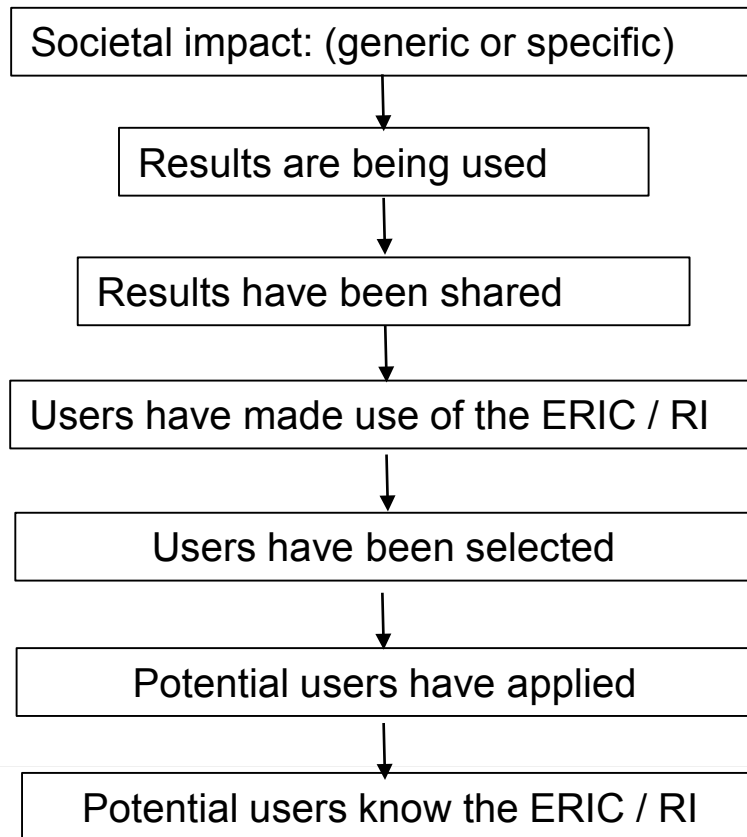 Societal impact: (generic or specific)
Results are being used
Results have been shared
Users have made use of the ERIC / RI
Users have been selected
Potential users have applied
Potential users know the ERIC / RI